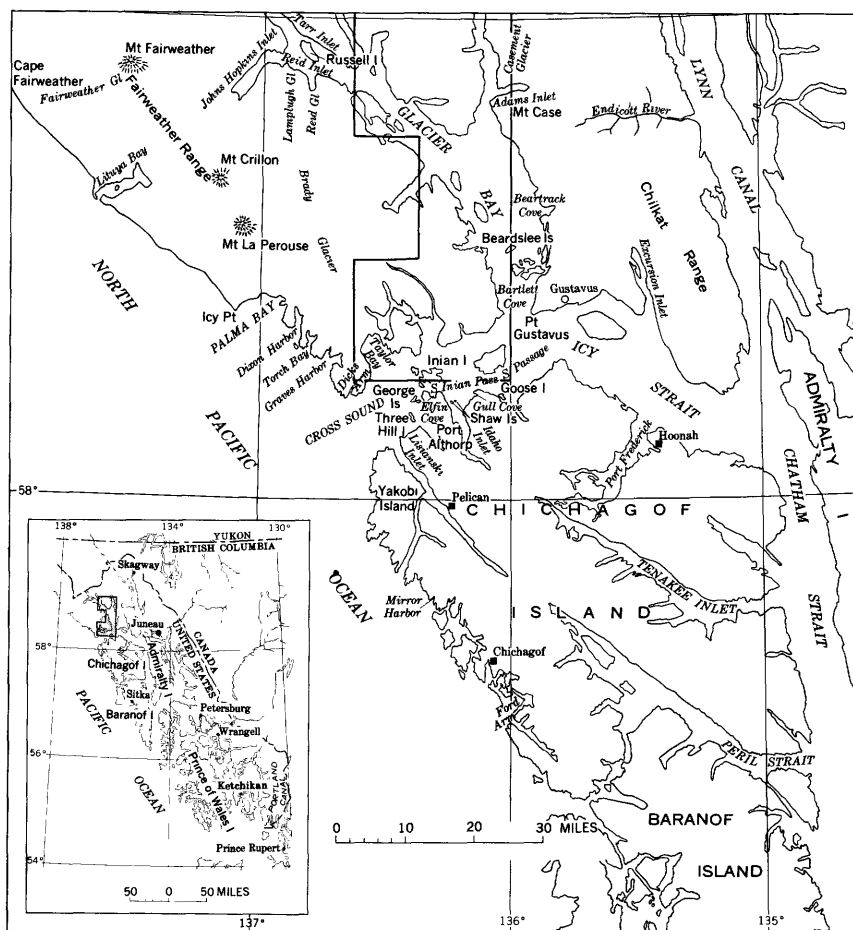 Mt Fairweather
Cape
Fairweather
Fairweather Gl
Fairweather Range
Johns Hopkins Inlet
Tarr Inlet
Reid Inlet
Russell I
Lamplugh Gl
Reid Gl
Casement
Glacier
Adams Inlet
Mt Case
GLACIER
BAY
Endicott River
LYNN
CANAL
Lituya Bay
Mt Crillon
Brady
Glacier
Mt La Perouse
Beartrack
Cove
Beardslee Is
Chilkat
Range
Excursion Inlet
Bartlett
Cove
Gustavus
Pt
Gustavus
NORTH
PACIFIC
OCEAN
Icy Pt
PALMA BAY
Dixon Harbor
Torch Bay
Graves Harbor
Dicks
Arm
Taylor
Bay
Inian I
Inian Pass
Passage
ICY
STRAIT
Goose I
George
Is
Elfin
Cove
Gull Cove
Shaw Is
CROSS SOUND
Three
Hill I
Port
Althorp
Idaho
Inlet
Lisianski
Inlet
Port Frederick
Hoonah
ADMIRALTY
I
CHATHAM
STRAIT
58°
Yakobi
Island
Pelican
CHICHAGOF
ISLAND
TENAKEE INLET
Mirror
Harbor
Chichagof
Ford
Arm
PERIL STRAIT
BARANOF
ISLAND
0 10 20 30 MILES
137°
136°
135°
138°
134°
130°
YUKON
BRITISH COLUMBIA
Skagway
58°
Juneau
CANADA
UNITED STATES
Chichagof I
Admiralty I
Sitka
Baranof I
Petersburg
Wrangell
PACIFIC
OCEAN
56°
Prince of Wales I
Ketchikan
PORTLAND
CANAL
Prince Rupert
54°
50 0 50 MILES